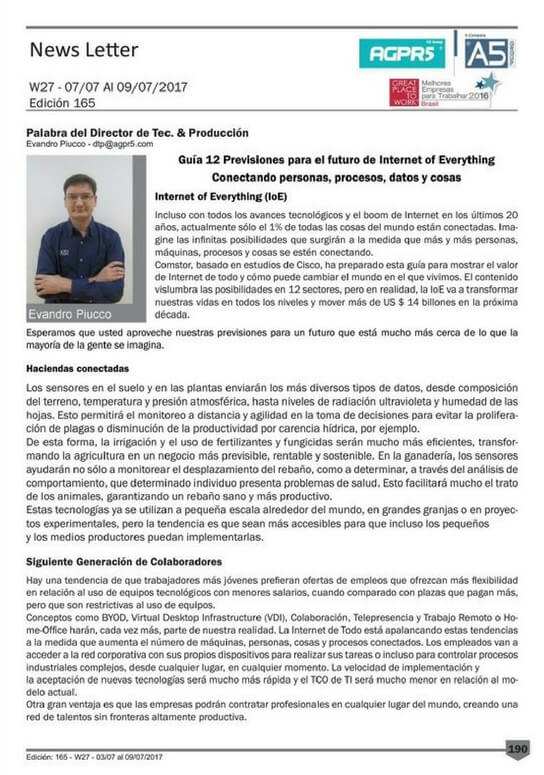 News Letter
AGPR5
A5
W27 - 07/07 Al 09/07/2017
Edición 165
GREAT PLACE TO WORK®
Melhores Empresas para Trabalhar 2016 Brasil
Palabra del Director de Tec. & Producción
Evandro Piucco - dtp@agpr5.com
Guía 12 Previsiones para el futuro de Internet of Everything
Conectando personas, procesos, datos y cosas
Internet of Everything (IoE)
Incluso con todos los avances tecnológicos y el boom de Internet en los últimos 20
años, actualmente sólo el 1% de todas las cosas del mundo están conectadas. Ima-
gine las infinitas posibilidades que surgirán a la medida que más y más personas,
máquinas, procesos y cosas se estén conectando.
Comstor, basado en estudios de Cisco, ha preparado esta guía para mostrar el valor
de Internet de todo y cómo puede cambiar el mundo en el que vivimos. El contenido
vislumbra las posibilidades en 12 sectores, pero en realidad, la IoE va a transformar
nuestras vidas en todos los niveles y mover más de US $ 14 billones en la próxima
década.
Evandro Piucco
Esperamos que usted aproveche nuestras previsiones para un futuro que está mucho más cerca de lo que la
mayoría de la gente se imagina.
Haciendas conectadas
Los sensores en el suelo y en las plantas enviarán los más diversos tipos de datos, desde composición
del terreno, temperatura y presión atmosférica, hasta niveles de radiación ultravioleta y humedad de las
hojas. Esto permitirá el monitoreo a distancia y agilidad en la toma de decisiones para evitar la prolifera-
ción de plagas o disminución de la productividad por carencia hídrica, por ejemplo.
De esta forma, la irrigación y el uso de fertilizantes y fungicidas serán mucho más eficientes, transfor-
mando la agricultura en un negocio más previsible, rentable y sostenible. En la ganadería, los sensores
ayudarán no sólo a monitorear el desplazamiento del rebaño, como a determinar, a través del análisis de
comportamiento, que determinado individuo presenta problemas de salud. Esto facilitará mucho el trato
de los animales, garantizando un rebaño sano y más productivo.
Estas tecnologías ya se utilizan a pequeña escala alrededor del mundo, en grandes granjas o en proyec-
tos experimentales, pero la tendencia es que sean más accesibles para que incluso los pequeños
y los medios productores puedan implementarlas.
Siguiente Generación de Colaboradores
Hay una tendencia de que trabajadores más jóvenes prefieran ofertas de empleos que ofrezcan más flexibilidad
en relación al uso de equipos tecnológicos con menores salarios, cuando comparado con plazas que pagan más,
pero que son restrictivas al uso de equipos.
Conceptos como BYOD, Virtual Desktop Infrastructure (VDI), Colaboración, Telepresencia y Trabajo Remoto o Ho-
me-Office harán, cada vez más, parte de nuestra realidad. La Internet de Todo está apalancando estas tendencias
a la medida que aumenta el número de máquinas, personas, cosas y procesos conectados. Los empleados van a
acceder a la red corporativa con sus propios dispositivos para realizar sus tareas o incluso para controlar procesos
industriales complejos, desde cualquier lugar, en cualquier momento. La velocidad de implementación y
la aceptación de nuevas tecnologías será mucho más rápida y el TCO de TI será mucho menor en relación al mo-
delo actual.
Otra gran ventaja es que las empresas podrán contratar profesionales en cualquier lugar del mundo, creando una
red de talentos sin fronteras altamente productiva.
190
Edición: 165 - W27 - 03/07 al 09/07/2017